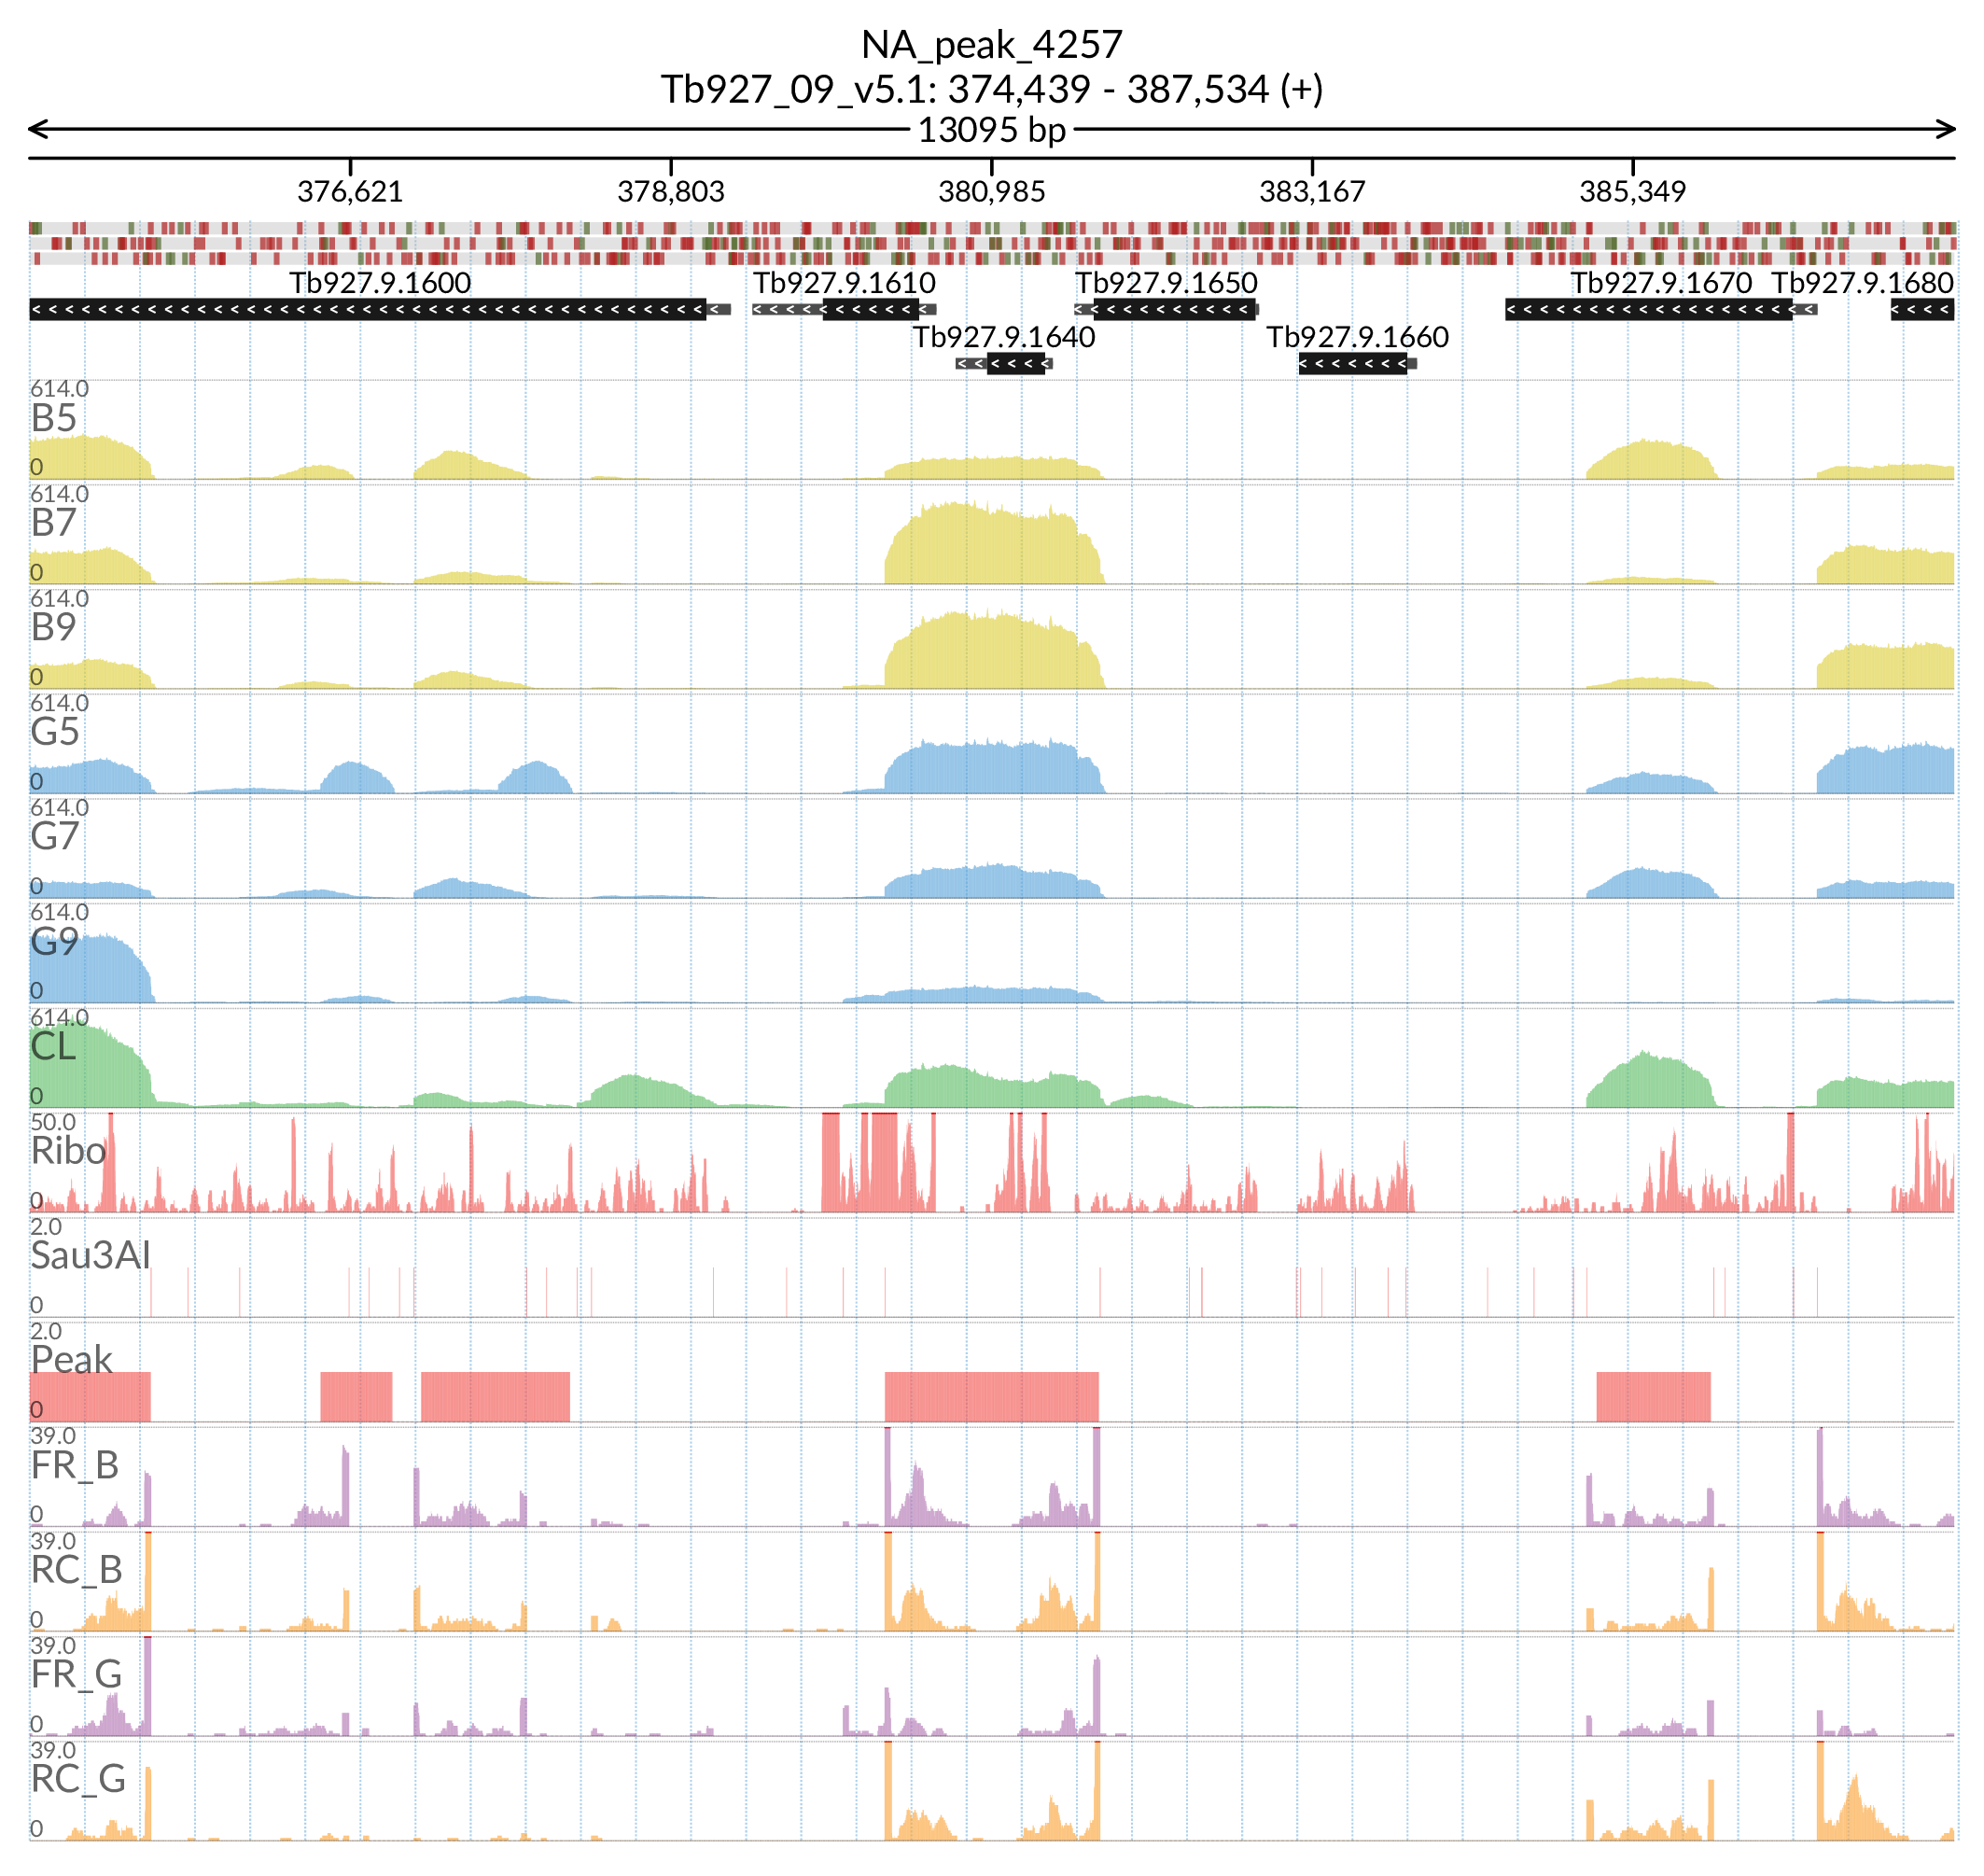 NA_peak_4257
Tb927_09_v5.1: 374,439 - 387,534 (+)
13095 bp
376,621 378,803 380,985 383,167 385,349
Tb927.9.1600 Tb927.9.1610 Tb927.9.1650 Tb927.9.1670 Tb927.9.1680
Tb927.9.1640 Tb927.9.1660
614.0
B5
0
614.0
B7
0
614.0
B9
0
614.0
G5
0
614.0
G7
0
614.0
G9
0
614.0
CL
0
50.0
Ribo
0
2.0
Sau3AI
0
2.0
Peak
0
39.0
FR_B
0
39.0
RC_B
0
39.0
FR_G
0
39.0
RC_G
0